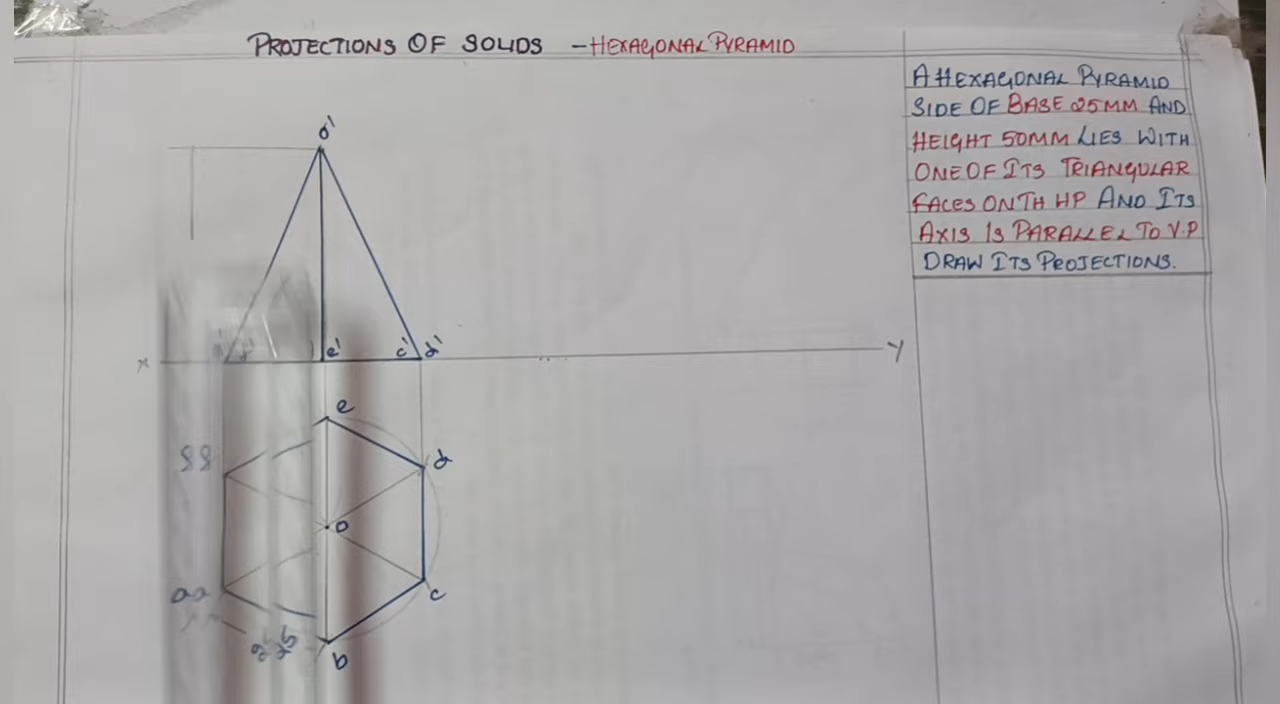 PROJECTIONS OF SOLIDS - HEXAGONAL PYRAMID
A HEXAGONAL PYRAMID
SIDE OF BASE 25MM AND
HEIGHT 50MM LIES WITH
ONE OF ITS TRIANGULAR
FACES ON TH HP AND ITS
AXIS IS PARALLEL TO V.P
DRAW ITS PROJECTIONS.
o'
e' c' d'
X Y
e
d
o
c
b